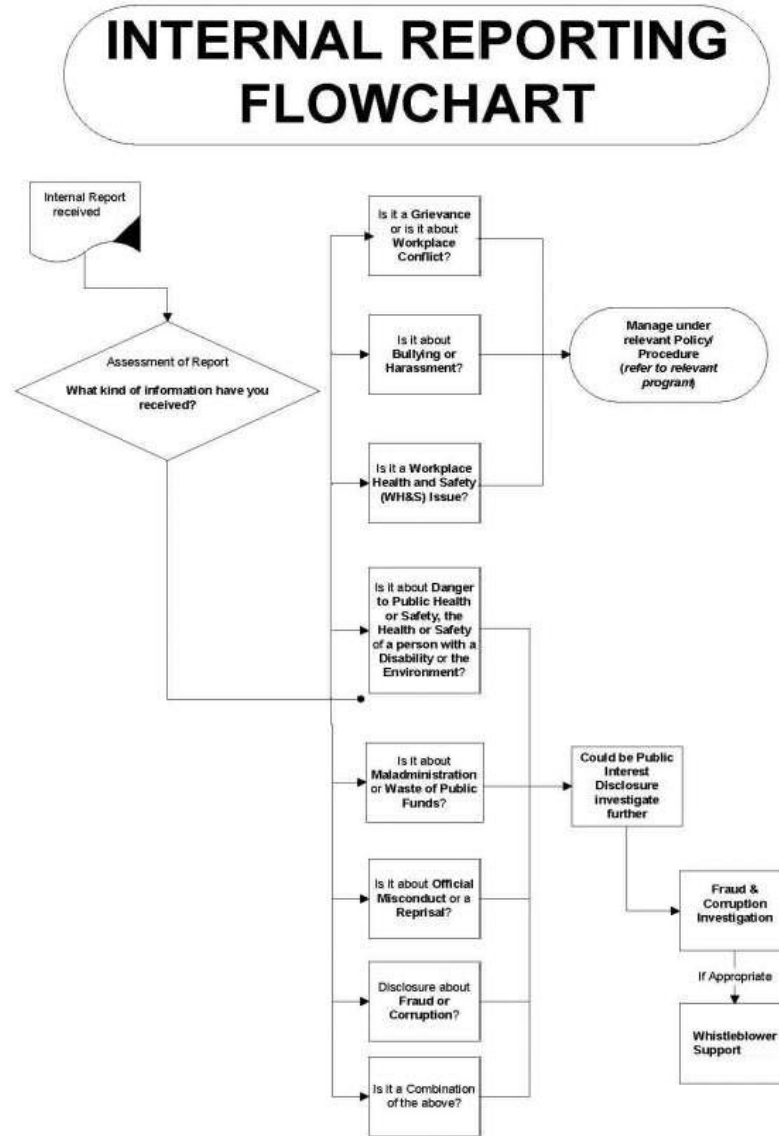 INTERNAL REPORTING
FLOWCHART
Internal Report
received
Assessment of Report
What kind of information have you
received?
Is it a Grievance
or is it about
Workplace
Conflict?
Is it about
Bullying or
Harassment?
Is it a Workplace
Health and Safety
(WH&S) Issue?
Manage under
relevant Policy/
Procedure
(refer to relevant
program)
Is it about Danger
to Public Health
or Safety, the
Health or Safety
of a person with a
Disability or the
Environment?
Is it about
Maladministration
or Waste of Public
Funds?
Is it about Official
Misconduct or a
Reprisal?
Disclosure about
Fraud or
Corruption?
Is it a Combination
of the above?
Could be Public
Interest
Disclosure
investigate
further
Fraud &
Corruption
Investigation
If Appropriate
Whistleblower
Support